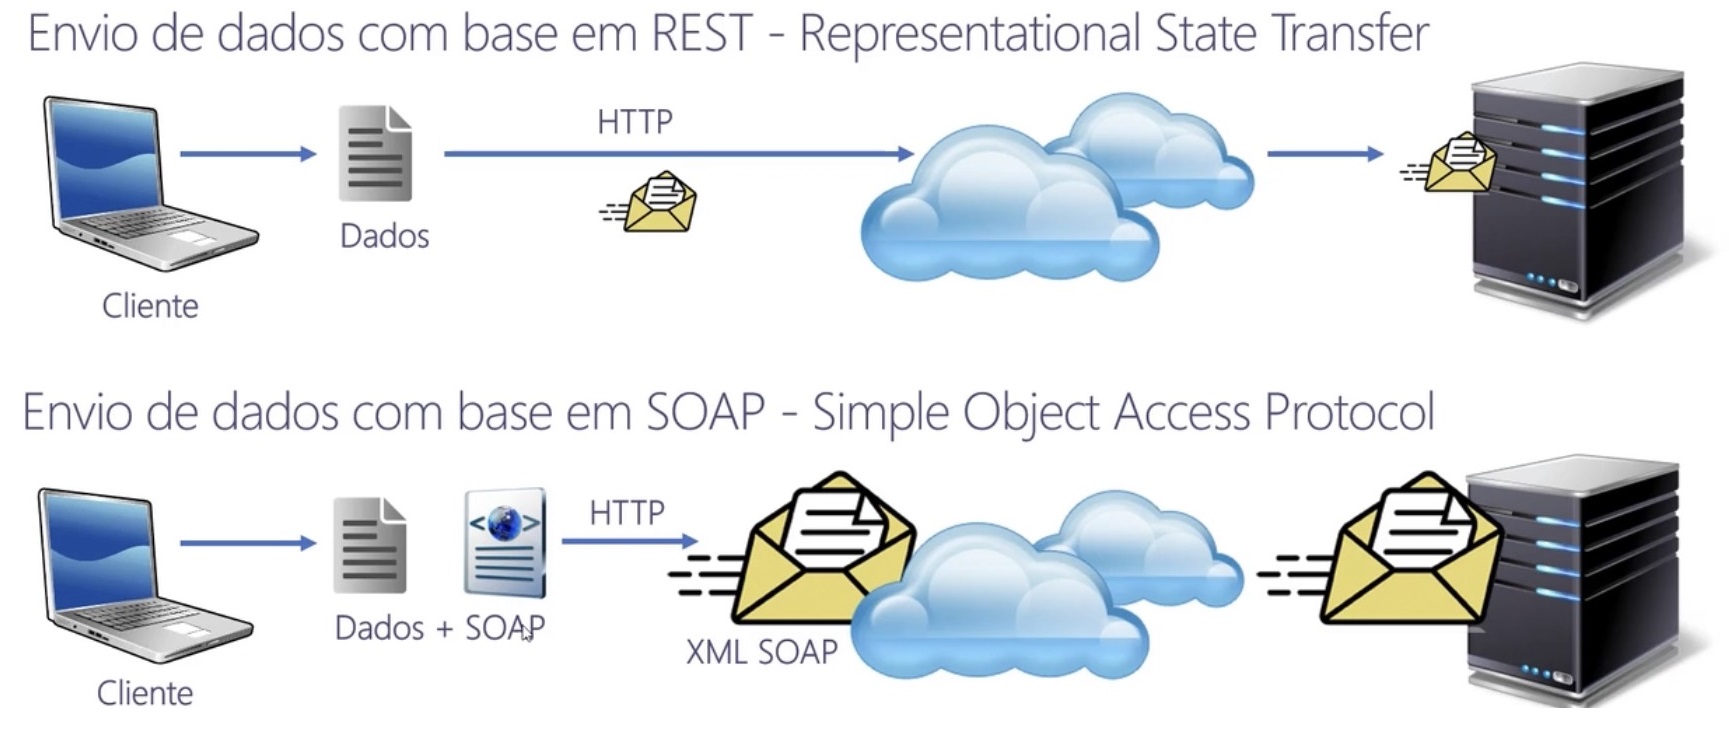 Envio de dados com base em REST - Representational State Transfer
HTTP
Dados
Cliente
Envio de dados com base em SOAP - Simple Object Access Protocol
HTTP
Dados + SOAP
XML SOAP
Cliente